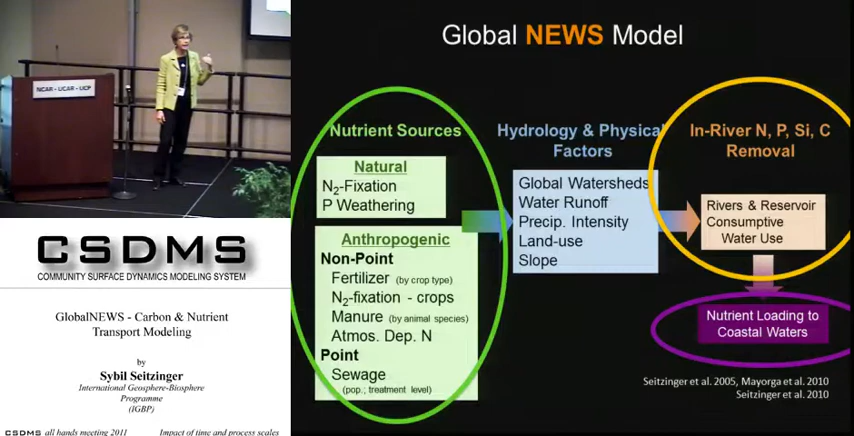 NCAR - UCAR - UCP
CSDMS
COMMUNITY SURFACE DYNAMICS MODELING SYSTEM
GlobalNEWS - Carbon & Nutrient
Transport Modeling
by
Sybil Seitzinger
International Geosphere-Biosphere
Programme
(IGBP)
CSDMS all hands meeting 2011 Impact of time and process scales
Global NEWS Model
Nutrient Sources
Natural
N₂-Fixation
P Weathering
Anthropogenic
Non-Point
Fertilizer (by crop type)
N₂-fixation - crops
Manure (by animal species)
Atmos. Dep. N
Point
Sewage
(pop.; treatment level)
Hydrology & Physical
Factors
Global Watersheds
Water Runoff
Precip. Intensity
Land-use
Slope
In-River N, P, Si, C
Removal
Rivers & Reservoir
Consumptive
Water Use
Nutrient Loading to
Coastal Waters
Seitzinger et al. 2005, Mayorga et al. 2010
Seitzinger et al. 2010